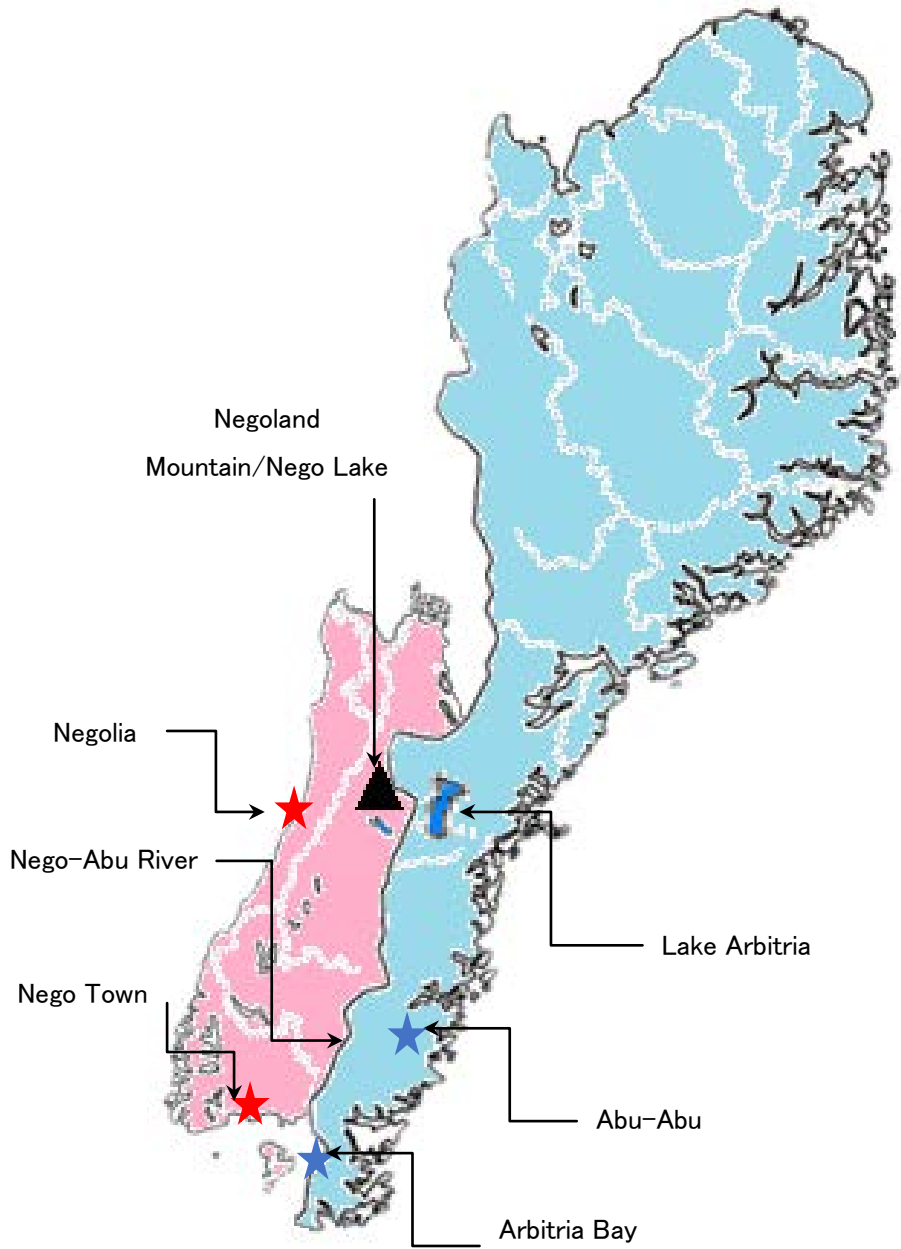 Negoland
Mountain/Nego Lake
Negolia
Nego-Abu River
Lake Arbitria
Nego Town
Abu-Abu
Arbitria Bay